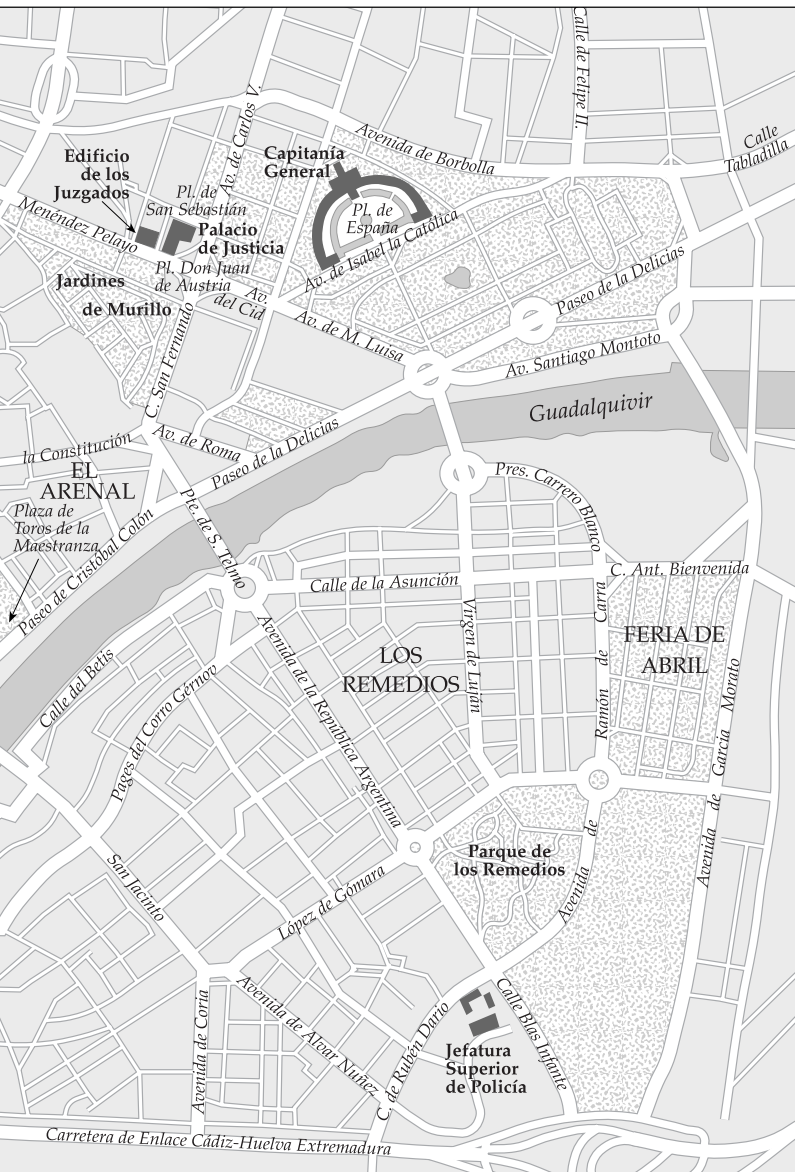 Calle de Felipe II.
Av. de Carlos V.
Avenida de Borbolla
Calle
Tabladilla
Capitanía
General
Edificio
de los
Juzgados
Pl. de
San Sebastián
Pl. de
España
Menéndez Pelayo
Palacio
de Justicia
Av. de Isabel la Católica
Pl. Don Juan
de Austria
Jardines
de Murillo
Av.
del Cid
Paseo de la Delicias
Av. de M. Luisa
Av. Santiago Montoto
C. San Fernando
Guadalquivir
la Constitución
Av. de Roma
Paseo de la Delicias
EL
ARENAL
Pres. Carrero Blanco
Plaza de
Toros de la
Maestranza
Pte. de S. Telmo
Paseo de Cristóbal Colón
C. Ant. Bienvenida
Calle de la Asunción
Virgen de Luján
Ramón de Carra
FERIA DE
ABRIL
LOS
REMEDIOS
Avenida de la República Argentina
Calle del Betis
Pages del Corro Gérnov
Avenida de Garcia Morato
Parque de
los Remedios
Avenida de
San Jacinto
López de Gómara
Avenida de Coria
Avenida de Alvar Nuñez
C. de Rubén Dario
Calle Blas Infante
Jefatura
Superior
de Policía
Carretera de Enlace Cádiz-Huelva Extremadura